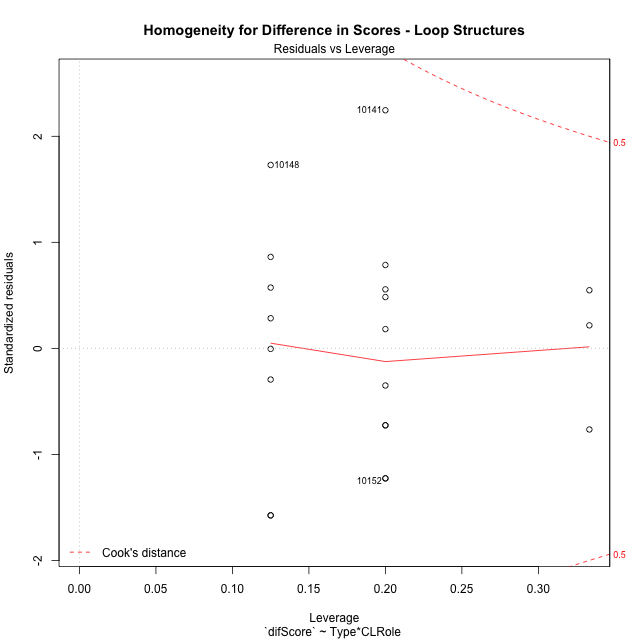 Homogeneity for Difference in Scores - Loop Structures
Residuals vs Leverage
10141
0.5
10148
2
1
0
-1
-2
Standardized residuals
10152
0.5
Cook's distance
0.00 0.05 0.10 0.15 0.20 0.25 0.30
Leverage
`difScore` ~ Type*CLRole